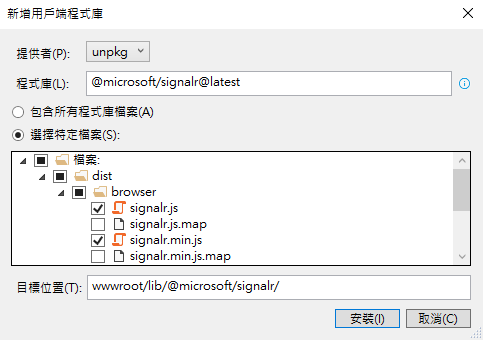 新增用戶端程式庫
提供者(P): unpkg
程式庫(L): @microsoft/signalr@latest
包含所有程式庫檔案(A)
選擇特定檔案(S):
檔案:
dist
browser
signalr.js
signalr.js.map
signalr.min.js
signalr.min.js.map
目標位置(T): wwwroot/lib/@microsoft/signalr/
安裝(I) 取消(C)